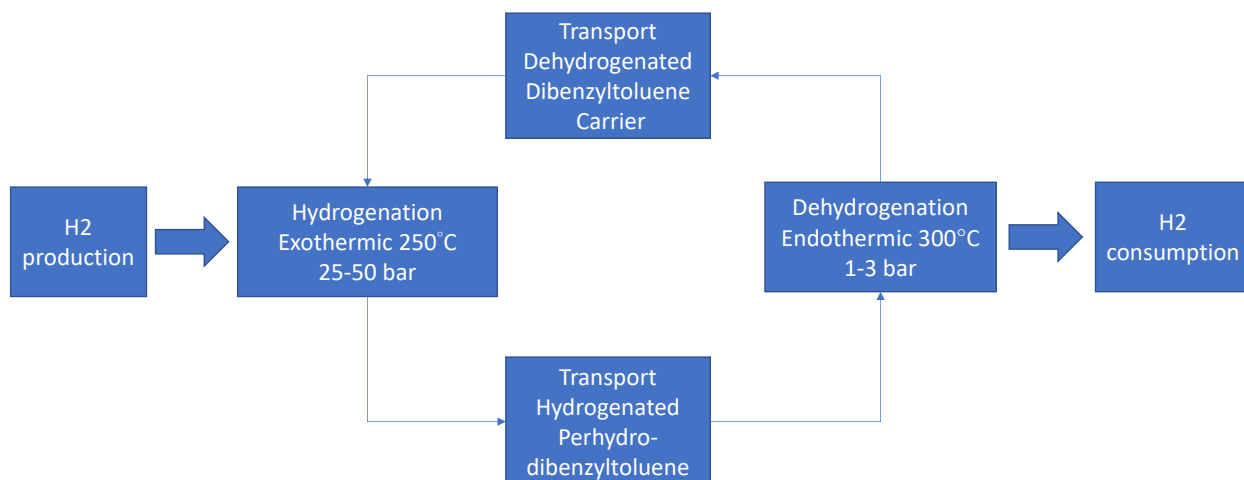 Transport
Dehydrogenated
Dibenzyltoluene
Carrier
H2
production
Hydrogenation
Exothermic 250°C
25-50 bar
Dehydrogenation
Endothermic 300°C
1-3 bar
H2
consumption
Transport
Hydrogenated
Perhydro-
dibenzyltoluene